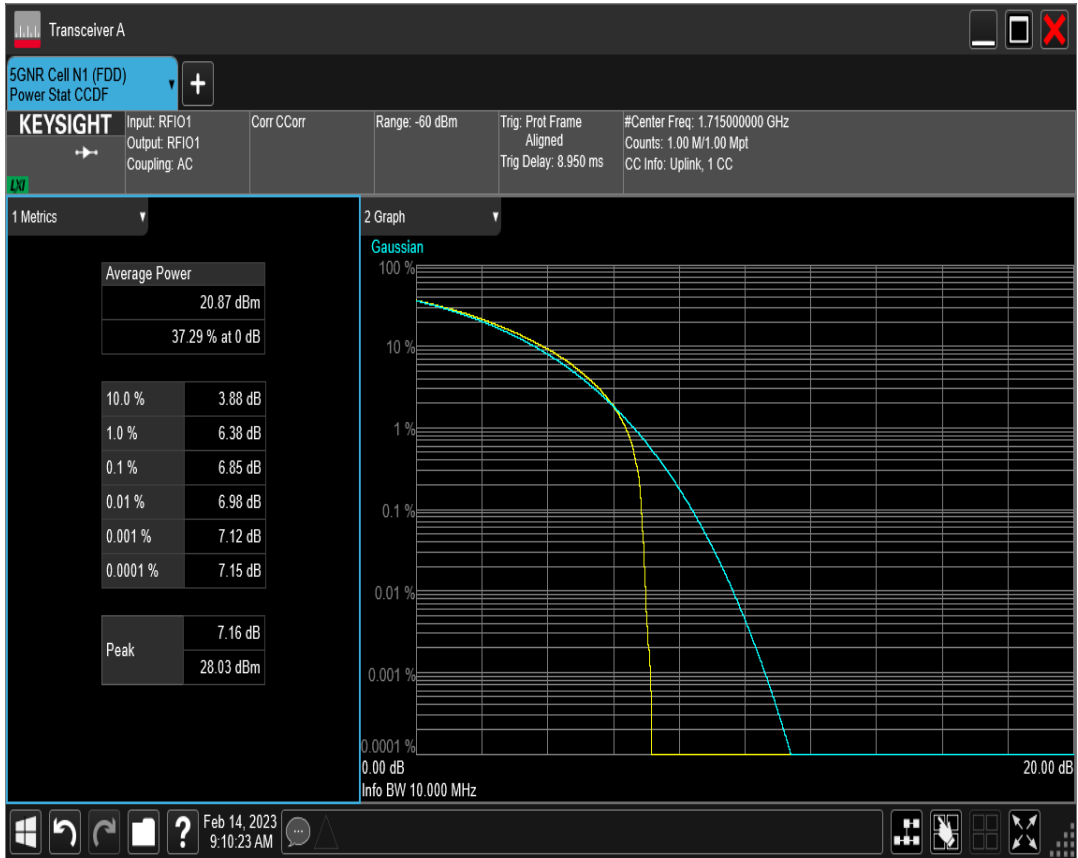 Transceiver A
5GNR Cell N1 (FDD)
Power Stat CCDF
+
KEYSIGHT
LXI
Input: RFIO1
Output: RFIO1
Coupling: AC
Corr CCorr
Range: -60 dBm
Trig: Prot Frame
Aligned
Trig Delay: 8.950 ms
#Center Freq: 1.715000000 GHz
Counts: 1.00 M/1.00 Mpt
CC Info: Uplink, 1 CC
1 Metrics
Average Power
20.87 dBm
37.29 % at 0 dB
10.0 % 3.88 dB
1.0 % 6.38 dB
0.1 % 6.85 dB
0.01 % 6.98 dB
0.001 % 7.12 dB
0.0001 % 7.15 dB
Peak
7.16 dB
28.03 dBm
2 Graph
Gaussian
100 %
10 %
1 %
0.1 %
0.01 %
0.001 %
0.0001 %
0.00 dB
20.00 dB
Info BW 10.000 MHz
?
Feb 14, 2023
9:10:23 AM